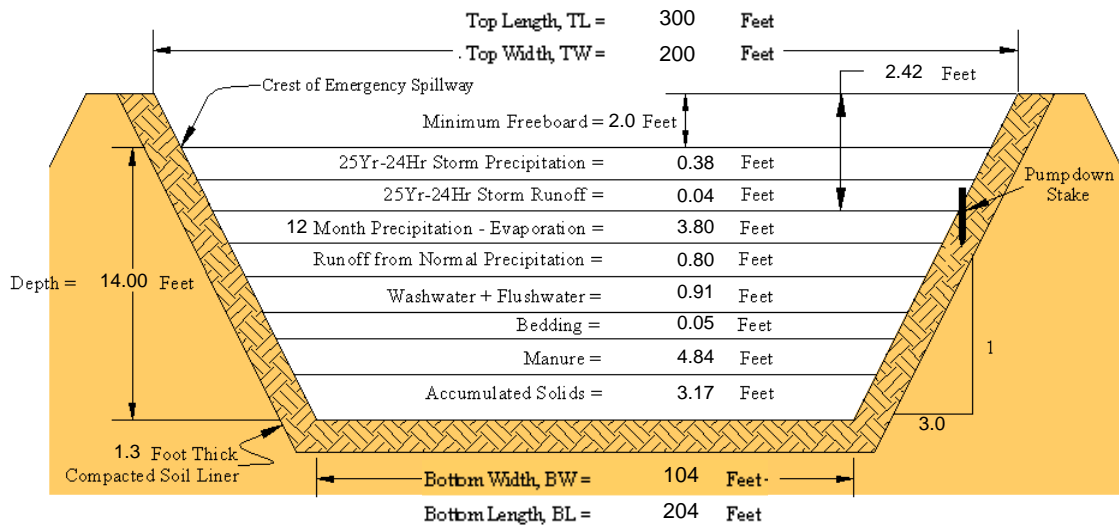 Top Length, TL = 300 Feet
. Top Width, TW = 200 Feet
2.42 Feet
Crest of Emergency Spillway
Minimum Freeboard = 2.0 Feet
25Yr-24Hr Storm Precipitation = 0.38 Feet
Pumpdown
Stake
25Yr-24Hr Storm Runoff = 0.04 Feet
12 Month Precipitation - Evaporation = 3.80 Feet
Runoff from Normal Precipitation = 0.80 Feet
Depth = 14.00 Feet
Washwater + Flushwater = 0.91 Feet
Bedding = 0.05 Feet
Manure = 4.84 Feet
1
Accumulated Solids = 3.17 Feet
3.0
1.3 Foot Thick
Compacted Soil Liner
Bottom Width, BW = 104 Feet
Bottom Length, BL = 204 Feet